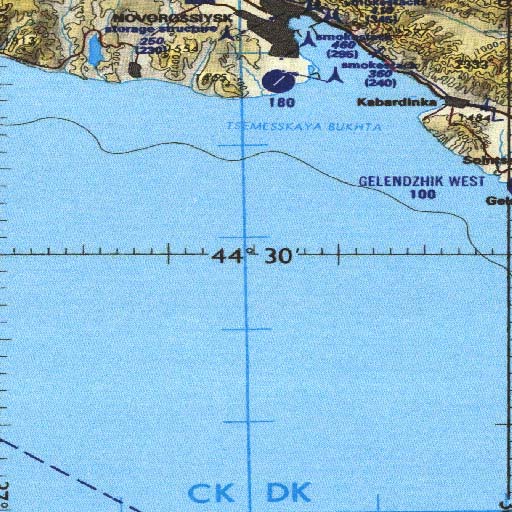 NOVOROSSIYSK
storage structure
250
(230)
smokestack
460
(295)
smokestack
360
(240)
180
Kabardinka
TSEMESSKAYA BUKHTA
1484
GELENDZHIK WEST
100
44° 30′
CK DK